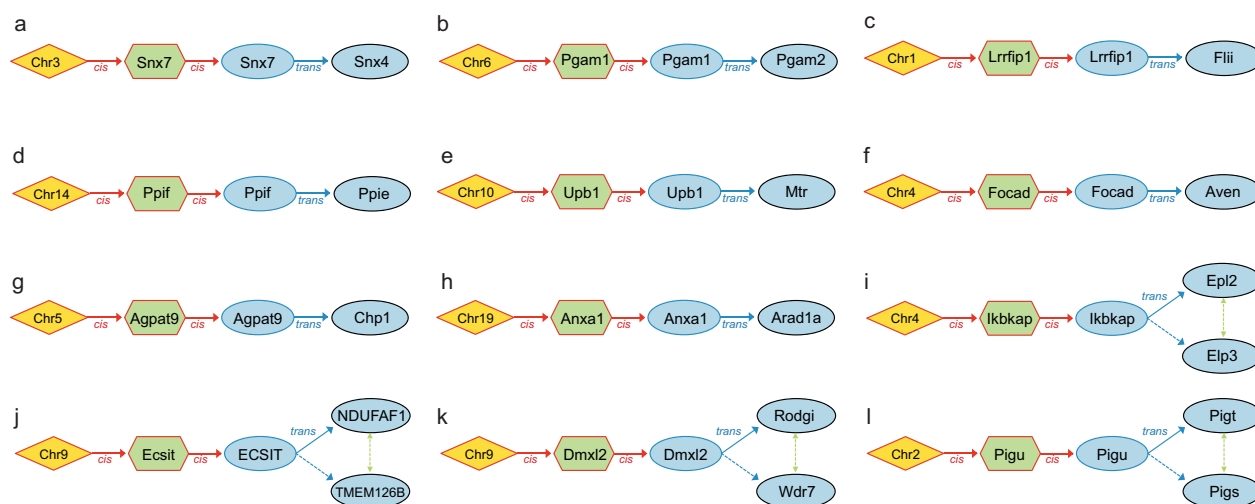 a
Chr3 cis Snx7 cis Snx7 trans Snx4
b
Chr6 cis Pgam1 cis Pgam1 trans Pgam2
c
Chr1 cis Lrrfip1 cis Lrrfip1 trans Flii
d
Chr14 cis Ppif cis Ppif trans Ppie
e
Chr10 cis Upb1 cis Upb1 trans Mtr
f
Chr4 cis Focad cis Focad trans Aven
g
Chr5 cis Agpat9 cis Agpat9 trans Chp1
h
Chr19 cis Anxa1 cis Anxa1 trans Arad1a
i
Chr4 cis Ikbkap cis Ikbkap trans Epl2
Elp3
j
Chr9 cis Ecsit cis ECSIT trans NDUFAF1
TMEM126B
k
Chr9 cis Dmxl2 cis Dmxl2 trans Rodgi
Wdr7
l
Chr2 cis Pigu cis Pigu trans Pigt
Pigs